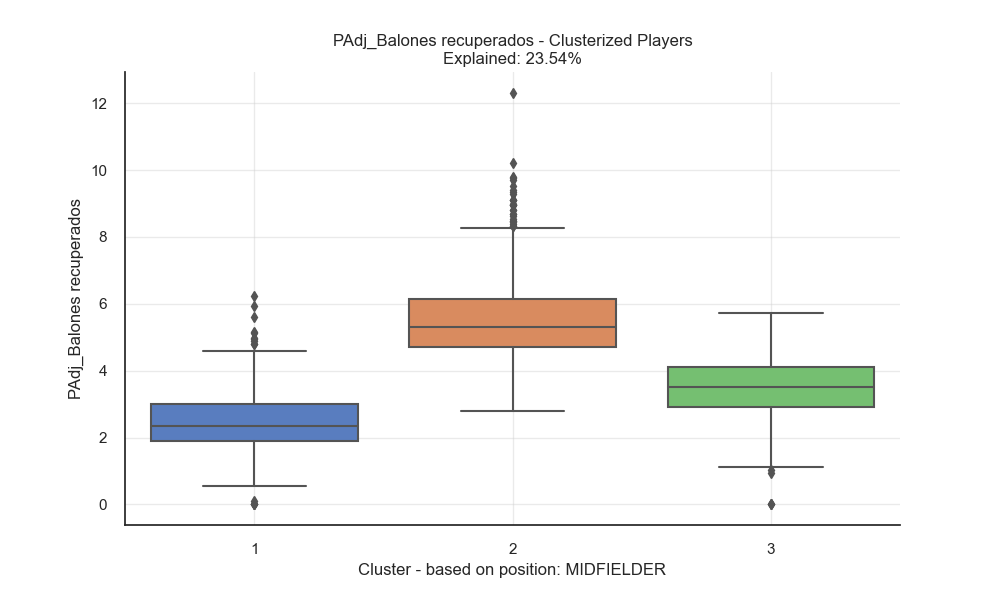 PAdj_Balones recuperados - Clusterized Players
Explained: 23.54%
PAdj_Balones recuperados
12
10
8
6
4
2
0
1
2
3
Cluster - based on position: MIDFIELDER